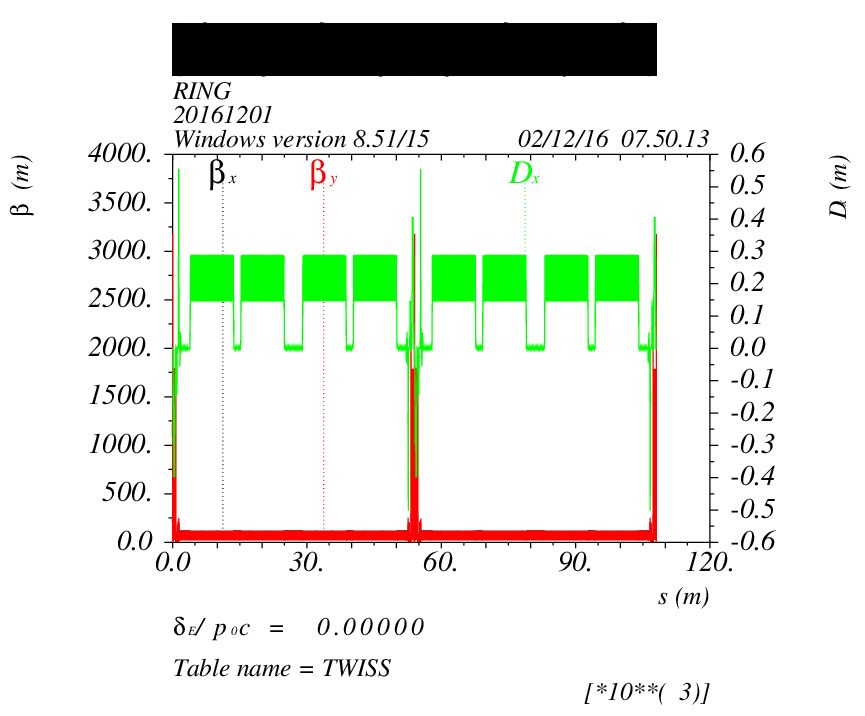 RING
20161201
Windows version 8.51/15 02/12/16 07.50.13
β (m)
4000.
3500.
3000.
2500.
2000.
1500.
1000.
500.
0.0
βx βy Dx
0.6
0.5
0.4
0.3
0.2
0.1
0.0
-0.1
-0.2
-0.3
-0.4
-0.5
-0.6
Dx (m)
0.0 30. 60. 90. 120.
s (m)
δE/ p0c = 0.00000
Table name = TWISS
[*10**( 3)]